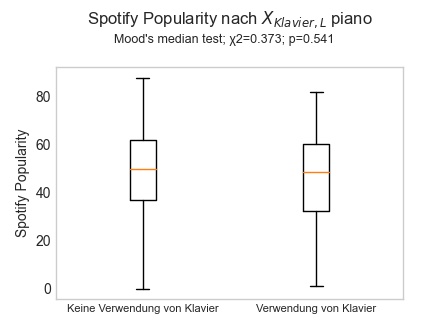 Spotify Popularity nach X_{Klavier, L} piano
Mood's median test; χ2=0.373; p=0.541
Spotify Popularity
80
60
40
20
0
Keine Verwendung von Klavier Verwendung von Klavier